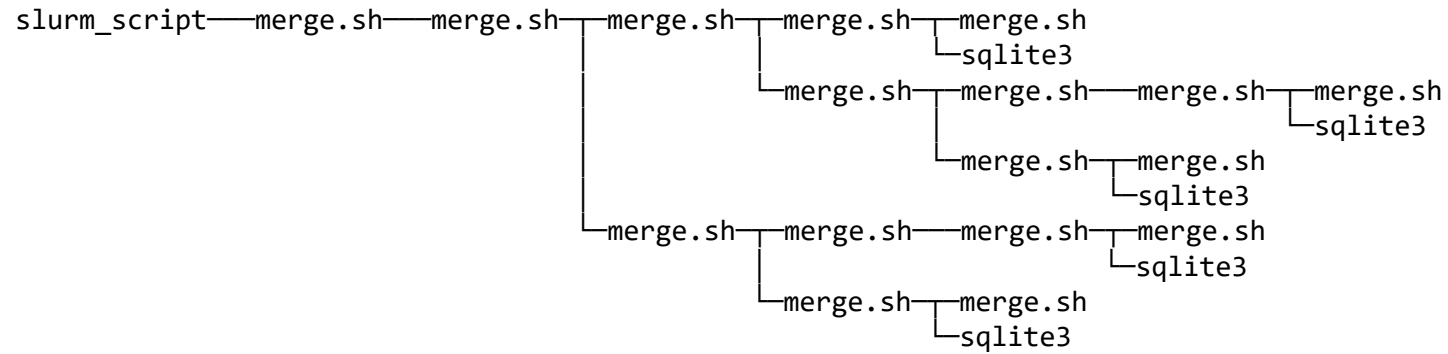 slurm_script───merge.sh───merge.sh─┬─merge.sh─┬─merge.sh─┬─merge.sh
                                   │          │          └─sqlite3
                                   │          └─merge.sh─┬─merge.sh───merge.sh─┬─merge.sh
                                   │                     │                     └─sqlite3
                                   │                     └─merge.sh─┬─merge.sh
                                   │                                └─sqlite3
                                   └─merge.sh─┬─merge.sh───merge.sh─┬─merge.sh
                                              │                     └─sqlite3
                                              └─merge.sh─┬─merge.sh
                                                         └─sqlite3